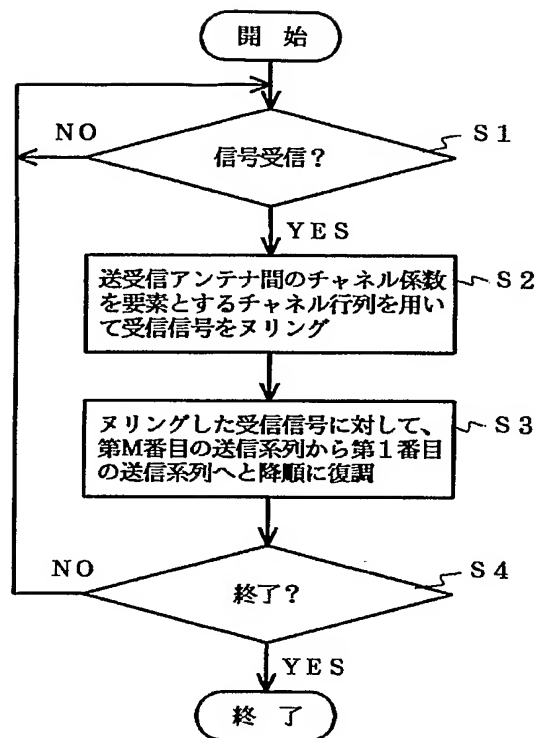 開 始
NO
信号受信?
S1
YES
送受信アンテナ間のチャネル係数
を要素とするチャネル行列を用い
て受信信号をヌリング
S2
ヌリングした受信信号に対して、
第M番目の送信系列から第1番目
の送信系列へと降順に復調
S3
NO
終了?
S4
YES
終 了